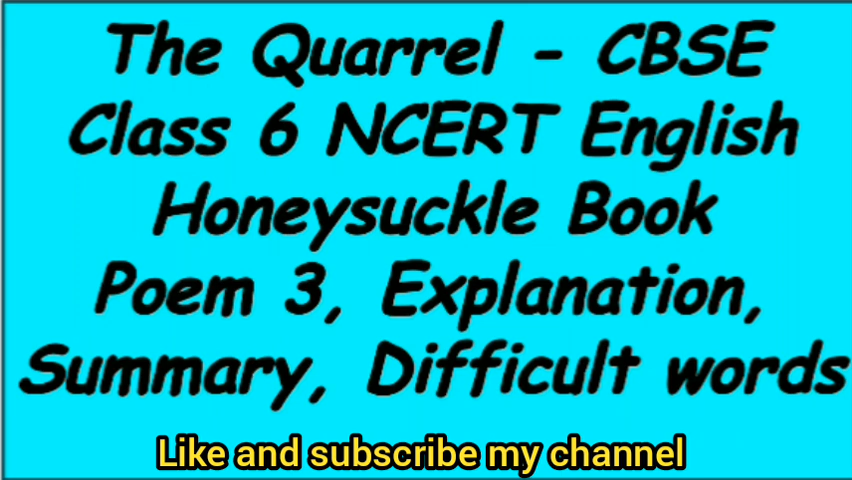 The Quarrel - CBSE
Class 6 NCERT English
Honeysuckle Book
Poem 3, Explanation,
Summary, Difficult words
Like and subscribe my channel